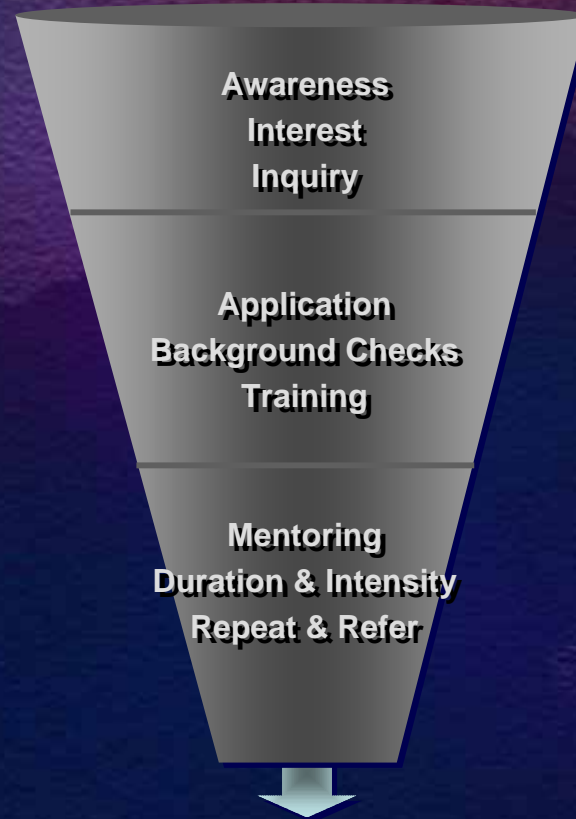 Awareness
Interest
Inquiry
Application
Background Checks
Training
Mentoring
Duration & Intensity
Repeat & Refer